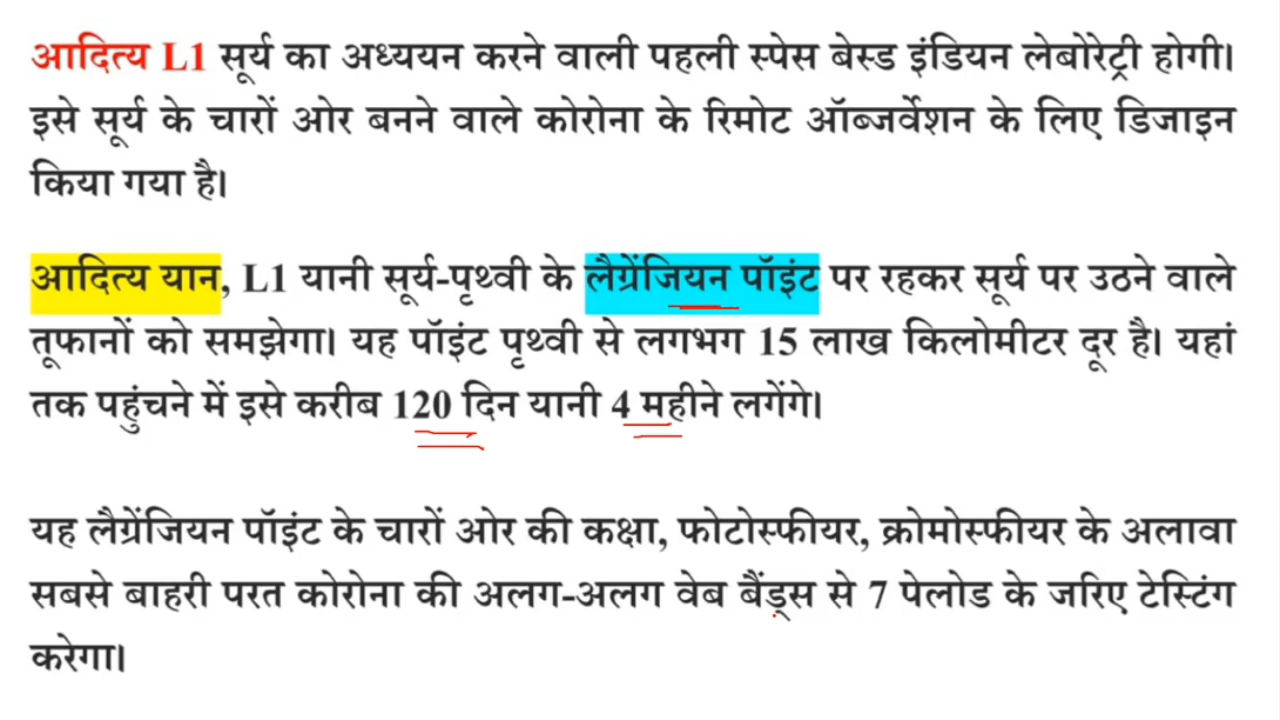 आदित्य L1 सूर्य का अध्ययन करने वाली पहली स्पेस बेस्ड इंडियन लेबोरेट्री होगी।
इसे सूर्य के चारों ओर बनने वाले कोरोना के रिमोट ऑब्जर्वेशन के लिए डिजाइन
किया गया है।
आदित्य यान, L1 यानी सूर्य-पृथ्वी के लैग्रेंजियन पॉइंट पर रहकर सूर्य पर उठने वाले
तूफानों को समझेगा। यह पॉइंट पृथ्वी से लगभग 15 लाख किलोमीटर दूर है। यहां
तक पहुंचने में इसे करीब 120 दिन यानी 4 महीने लगेंगे।
यह लैग्रेंजियन पॉइंट के चारों ओर की कक्षा, फोटोस्फीयर, क्रोमोस्फीयर के अलावा
सबसे बाहरी परत कोरोना की अलग-अलग वेब बैंड्स से 7 पेलोड के जरिए टेस्टिंग
करेगा।